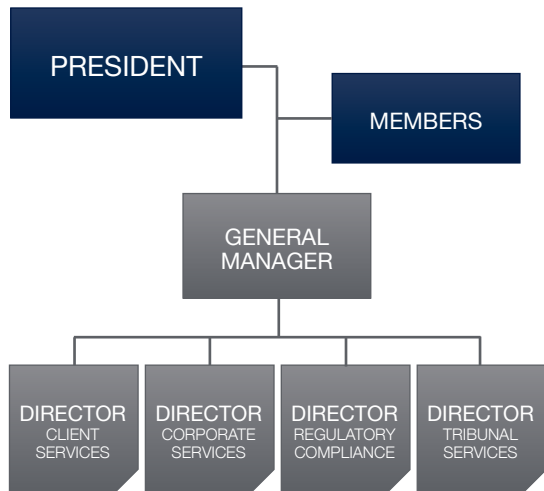 PRESIDENT
MEMBERS
GENERAL
MANAGER
DIRECTOR
CLIENT
SERVICES
DIRECTOR
CORPORATE
SERVICES
DIRECTOR
REGULATORY
COMPLIANCE
DIRECTOR
TRIBUNAL
SERVICES